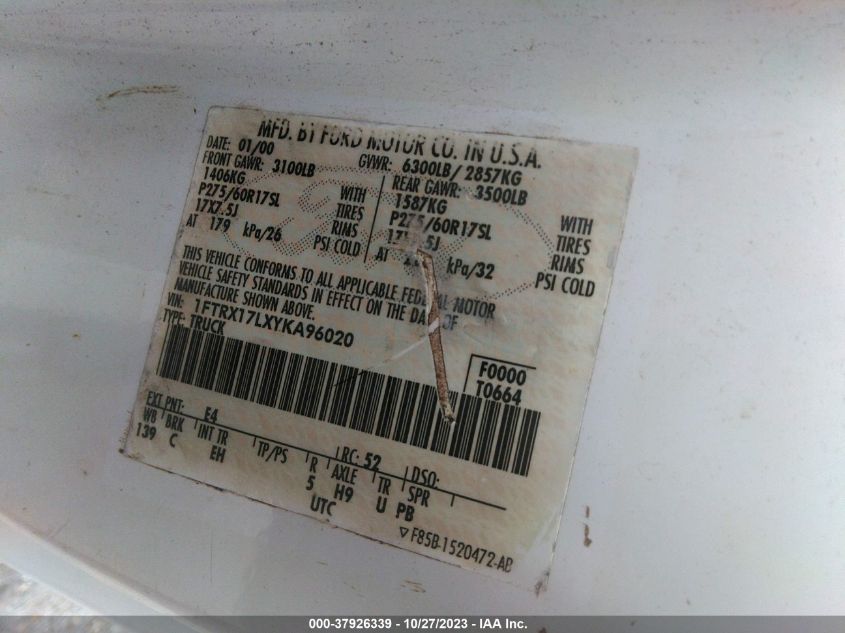 MFD. BY FORD MOTOR CO. IN U.S.A.
DATE: 01/00 GVWR: 6300LB/ 2857KG
FRONT GAWR: 3100LB REAR GAWR: 3500LB
1406KG WITH 1587KG WITH
P275/60R17SL TIRES P275/60R17SL TIRES
17X7.5J RIMS 17X7.5J RIMS
AT 179 kPa/26 PSI COLD AT kPa/32 PSI COLD
THIS VEHICLE CONFORMS TO ALL APPLICABLE FEDERAL MOTOR
VEHICLE SAFETY STANDARDS IN EFFECT ON THE DATE OF
MANUFACTURE SHOWN ABOVE.
VIN: 1FTRX17LXYKA96020
TYPE: TRUCK
F0000
T0664
EXT PNT: E4 RC: 52 DSO:
WB BRK INT TR TP/PS R AXLE TR SPR
139 C EH 5 H9 U PB
UTC
▽F85B-1520472-AB
000-37926339 - 10/27/2023 - IAA Inc.